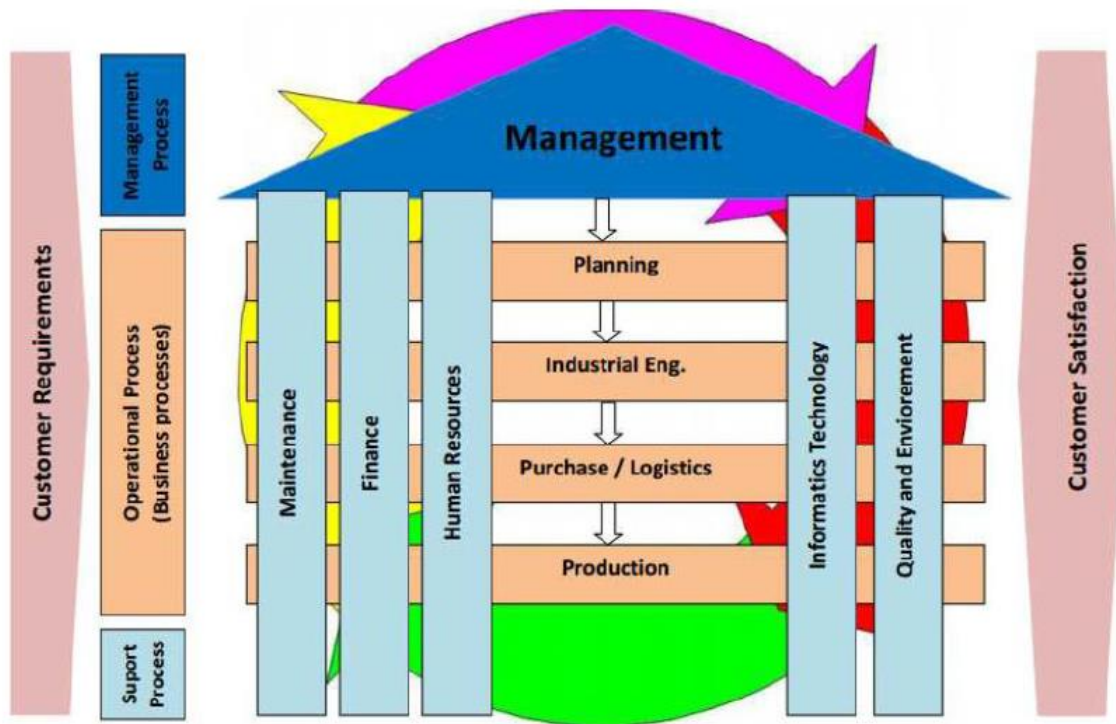 Customer Requirements
Management
Process
Operational Process
(Business processes)
Suport
Process
Management
Maintenance
Finance
Human Resources
Planning
Industrial Eng.
Purchase / Logistics
Production
Informatics Technology
Quality and Enviorement
Customer Satisfaction